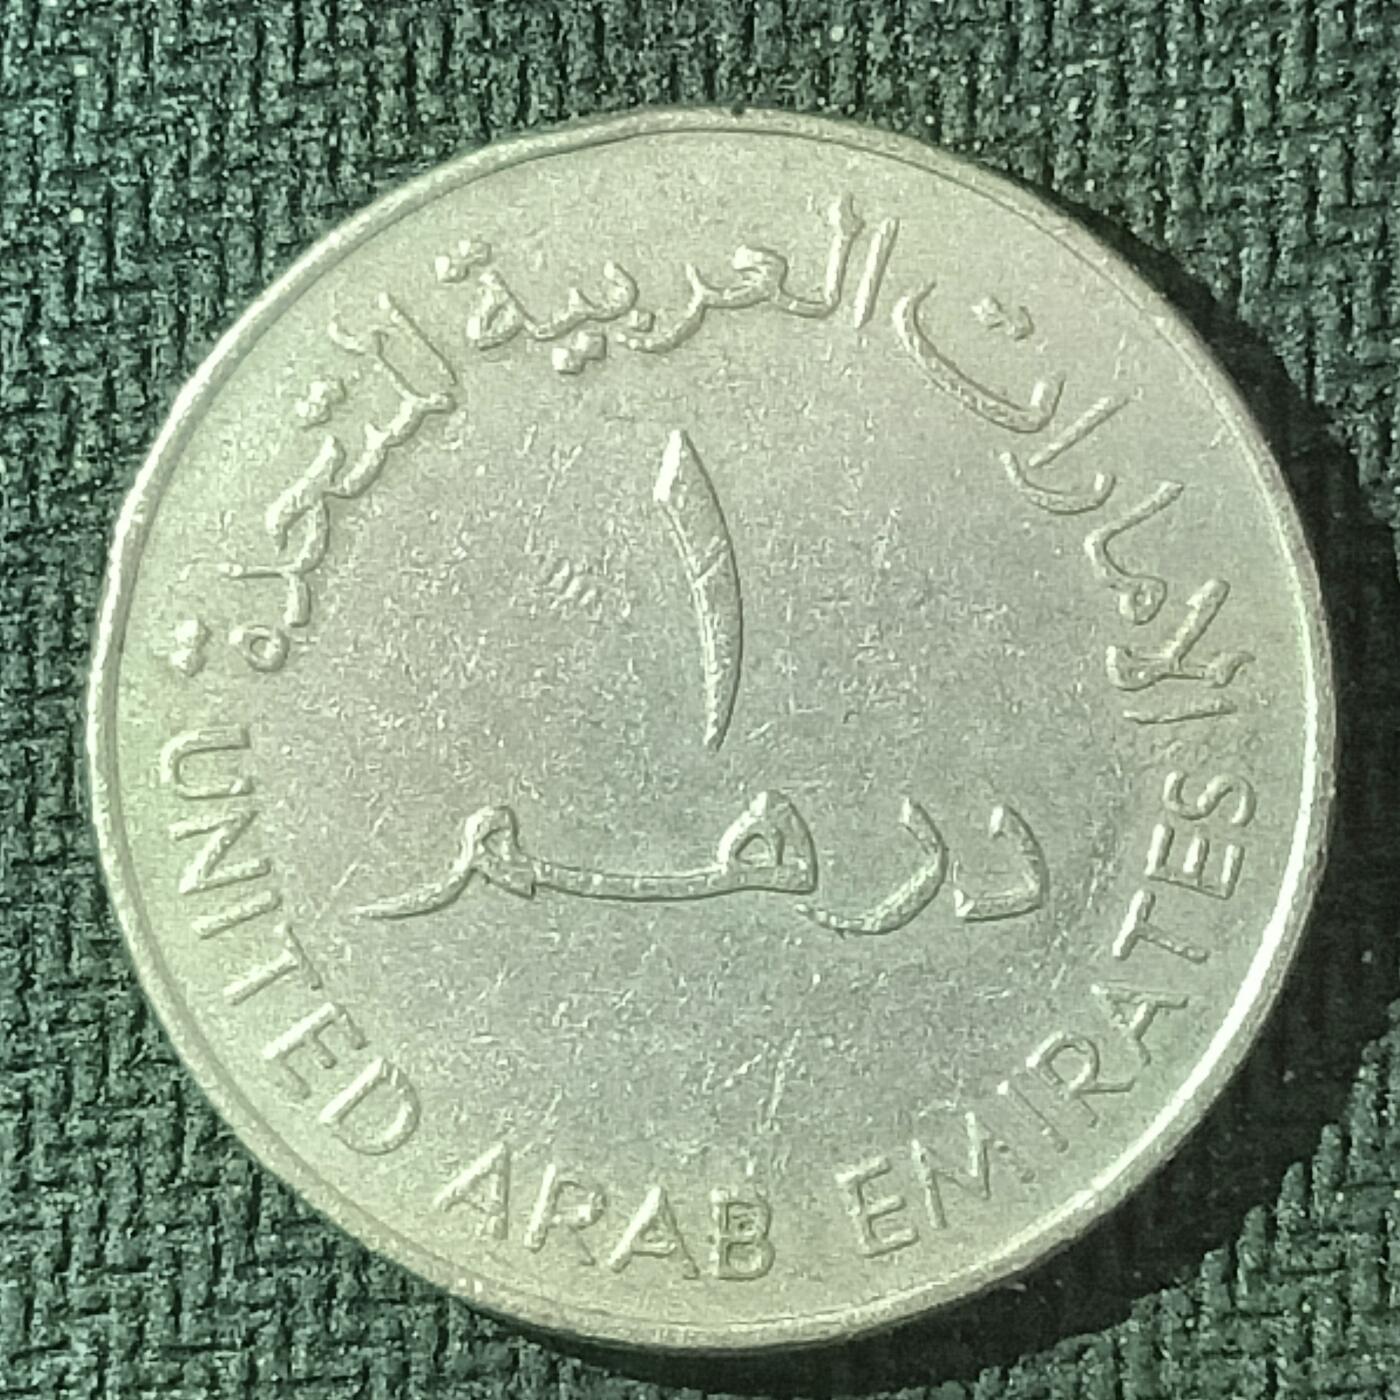 الإمارات العربية المتحدة
١
درهم
UNITED ARAB EMIRATES